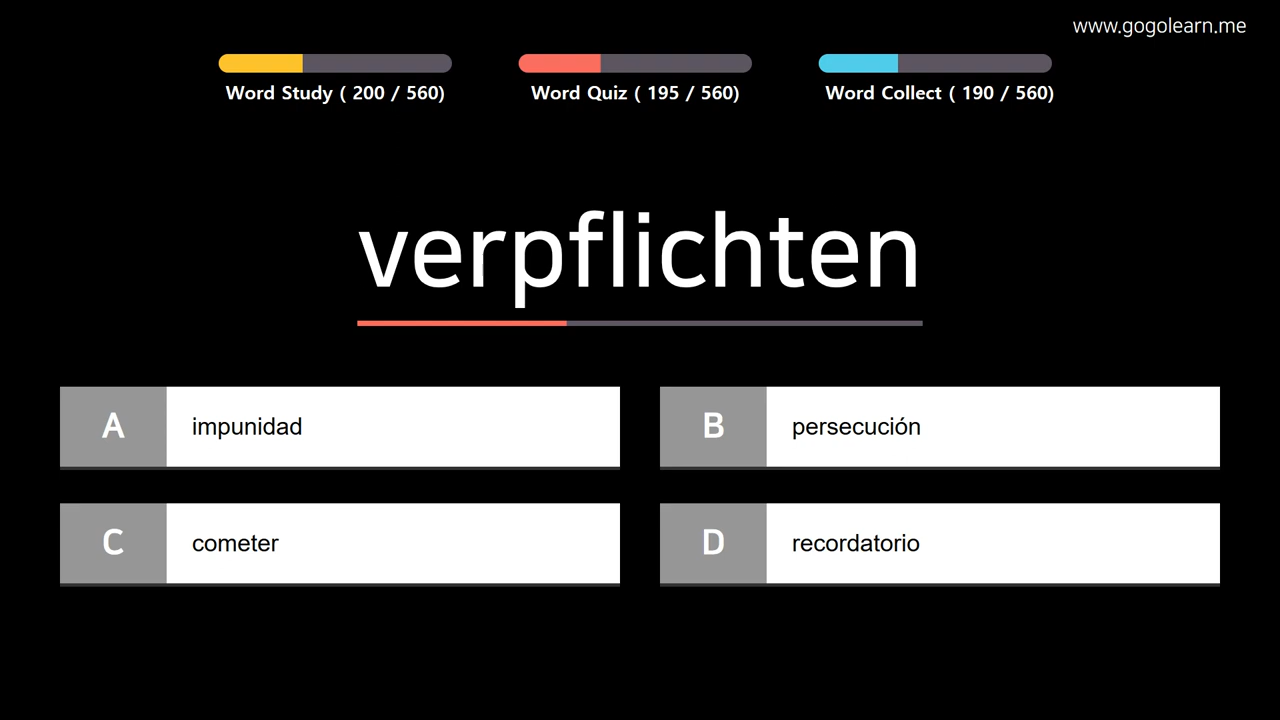 www.gogolearn.me
Word Study ( 200 / 560)
Word Quiz ( 195 / 560)
Word Collect ( 190 / 560)
verpflichten
A impunidad
B persecución
C cometer
D recordatorio